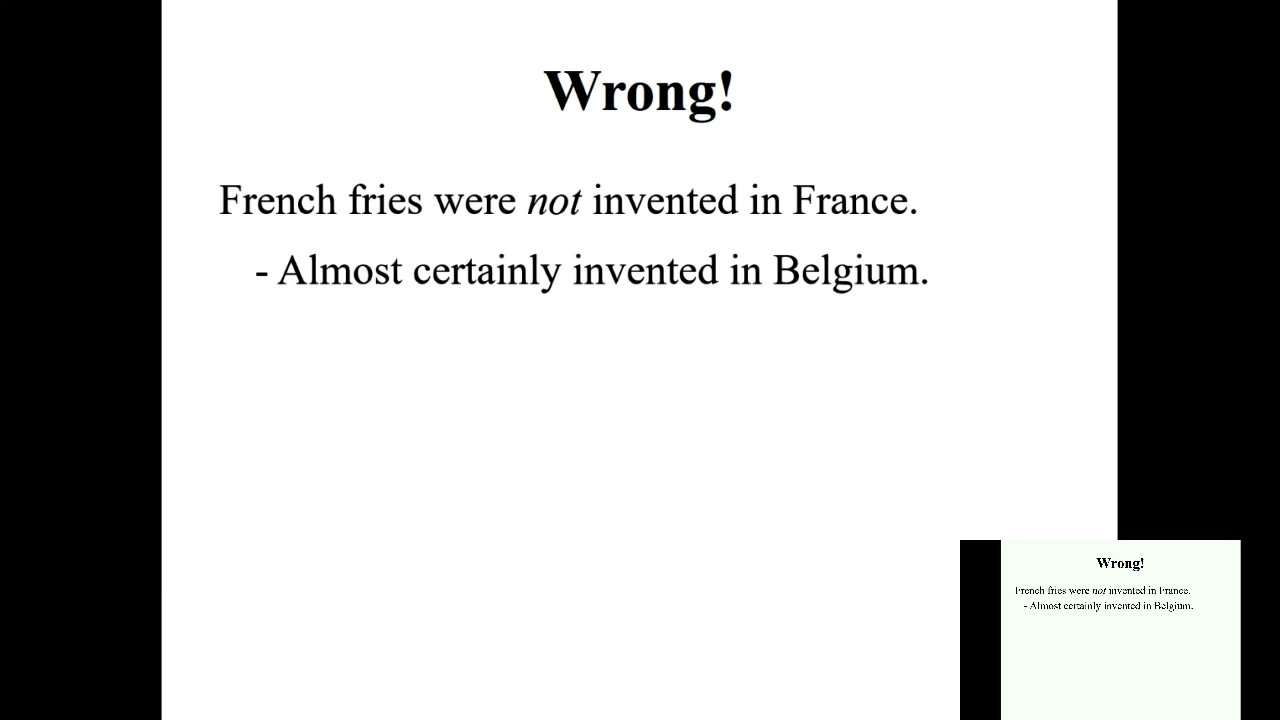 Wrong!
French fries were not invented in France.
- Almost certainly invented in Belgium.
Wrong!
French fries were not invented in France.
- Almost certainly invented in Belgium.